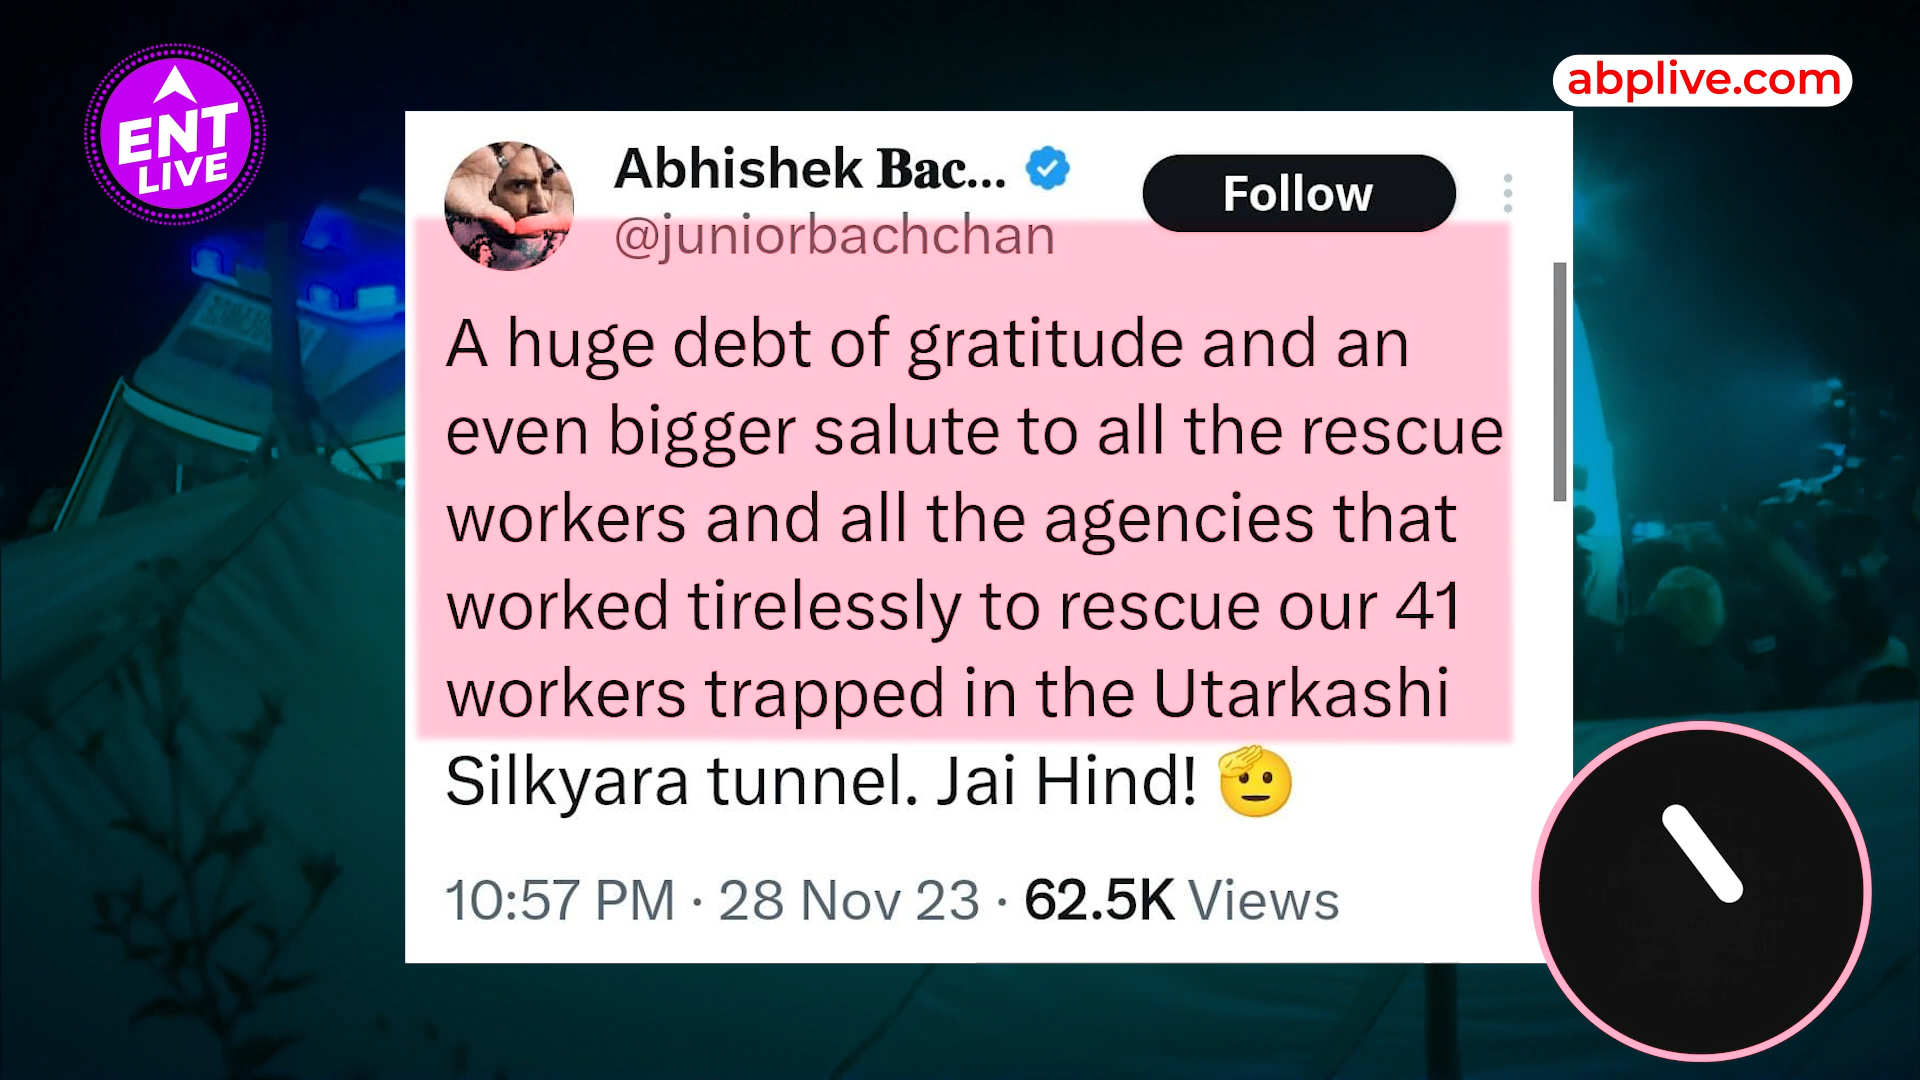 ENT
LIVE
abplive.com
Abhishek Bac...
Follow
@juniorbachchan
A huge debt of gratitude and an
even bigger salute to all the rescue
workers and all the agencies that
worked tirelessly to rescue our 41
workers trapped in the Utarkashi
Silkyara tunnel. Jai Hind! 🫡
10:57 PM · 28 Nov 23 · 62.5K Views